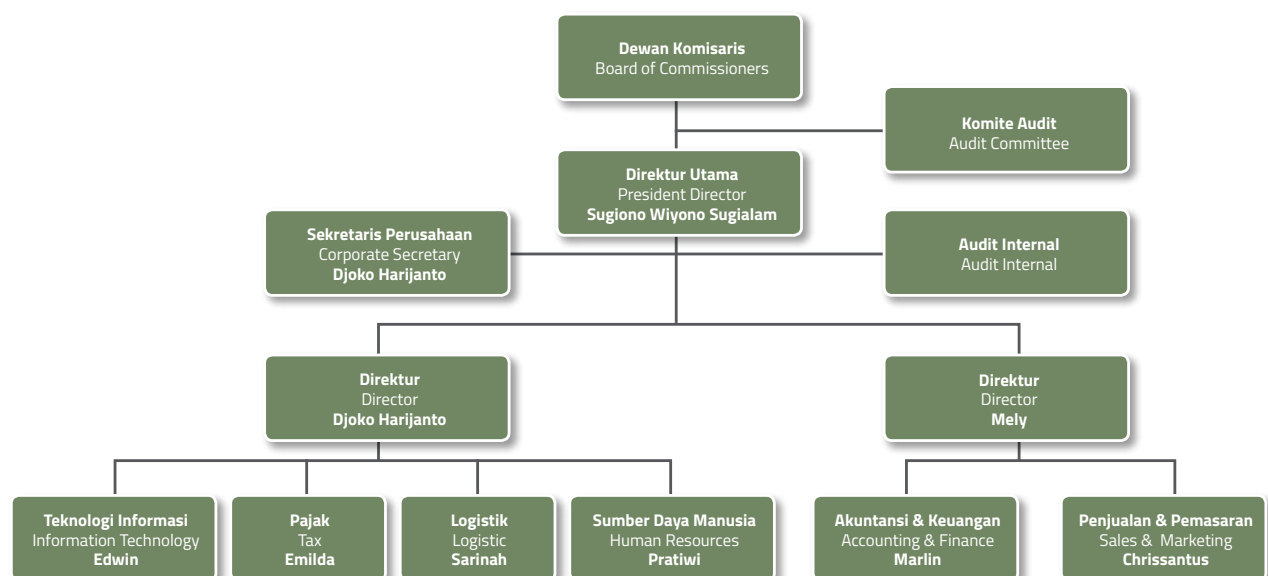 Dewan Komisaris
Board of Commissioners
Komite Audit
Audit Committee
Direktur Utama
President Director
Sugiono Wiyono Sugialam
Sekretaris Perusahaan
Corporate Secretary
Djoko Harijanto
Audit Internal
Audit Internal
Direktur
Director
Djoko Harijanto
Direktur
Director
Mely
Teknologi Informasi
Information Technology
Edwin
Pajak
Tax
Emilda
Logistik
Logistic
Sarinah
Sumber Daya Manusia
Human Resources
Pratiwi
Akuntansi & Keuangan
Accounting & Finance
Marlin
Penjualan & Pemasaran
Sales & Marketing
Chrissantus